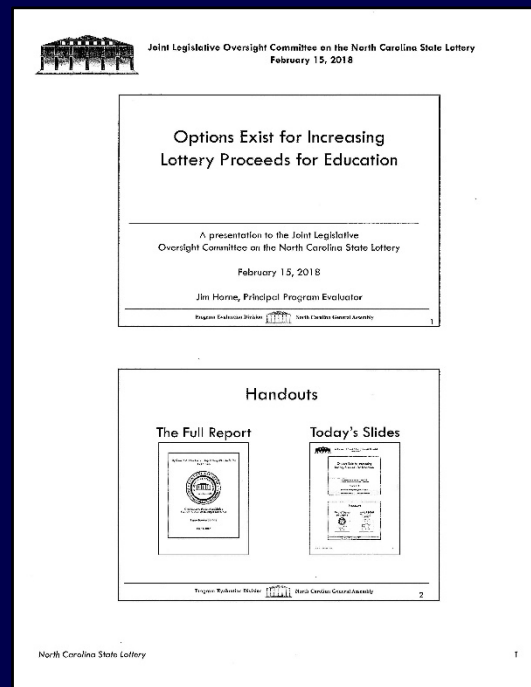 Joint Legislative Oversight Committee on the North Carolina State Lottery
February 15, 2018
Options Exist for Increasing
Lottery Proceeds for Education
A presentation to the Joint Legislative
Oversight Committee on the North Carolina State Lottery
February 15, 2018
Jim Horne, Principal Program Evaluator
Program Evaluation Division North Carolina General Assembly
1
Handouts
The Full Report Today's Slides
Program Evaluation Division North Carolina General Assembly
2
North Carolina State Lottery 1